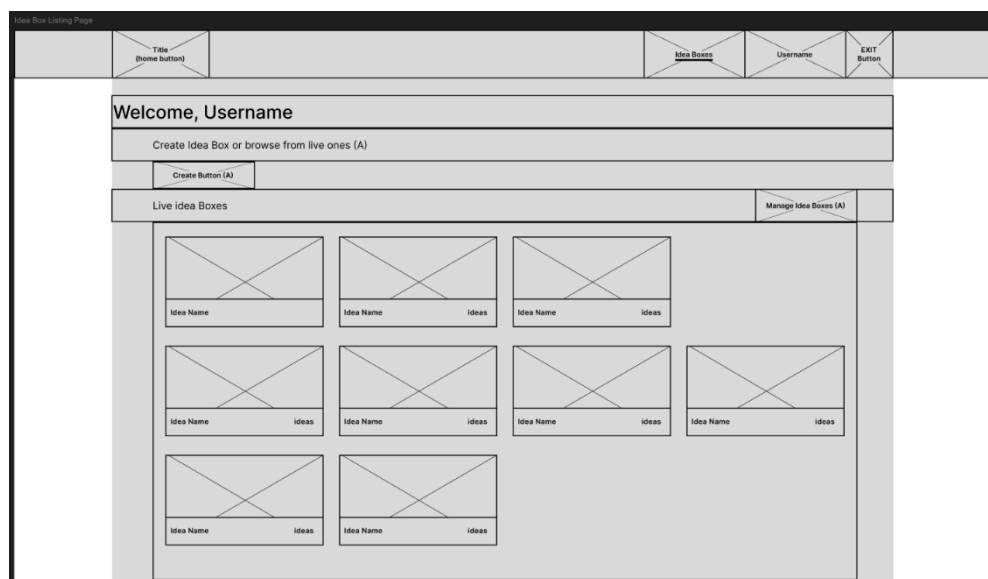 Idea Box Listing Page
Title
(home button)
Idea Boxes
Username
EXIT
Button
Welcome, Username
Create Idea Box or browse from live ones (A)
Create Button (A)
Live idea Boxes
Manage Idea Boxes (A)
Idea Name
Idea Name ideas
Idea Name ideas
Idea Name ideas
Idea Name ideas
Idea Name ideas
Idea Name ideas
Idea Name ideas
Idea Name ideas